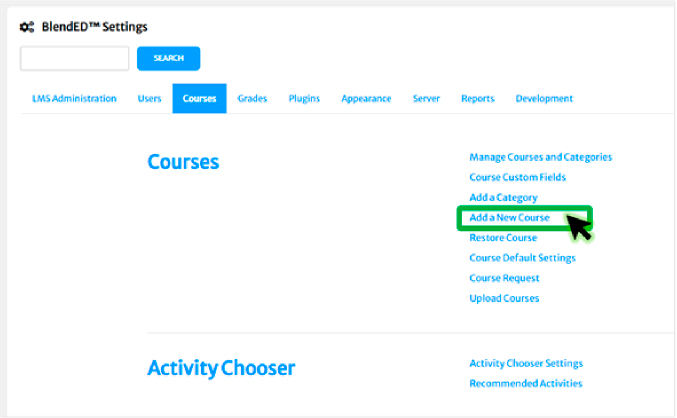 BlendED™ Settings
SEARCH
LMS Administration Users Courses Grades Plugins Appearance Server Reports Development
Courses
Manage Courses and Categories
Course Custom Fields
Add a Category
Add a New Course
Restore Course
Course Default Settings
Course Request
Upload Courses
Activity Chooser
Activity Chooser Settings
Recommended Activities